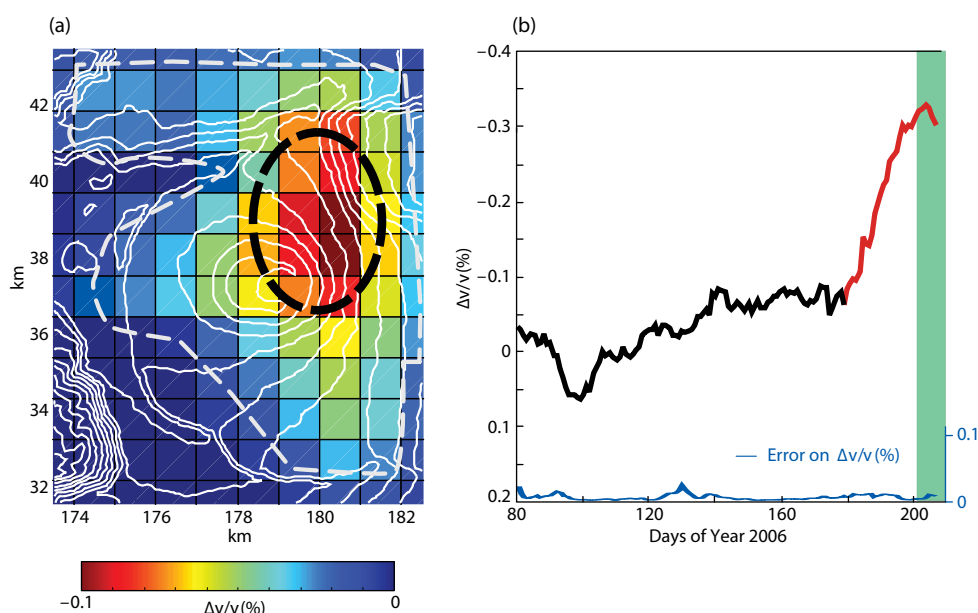 (a)
42
40
38
36
34
32
km
174 176 178 180 182
km
−0.1 0
Δv/v(%)
(b)
−0.4
−0.3
−0.2
−0.1
0
0.1
0.2
Δv/v(%)
Error on Δv/v(%)
0.1
0
80 120 160 200
Days of Year 2006